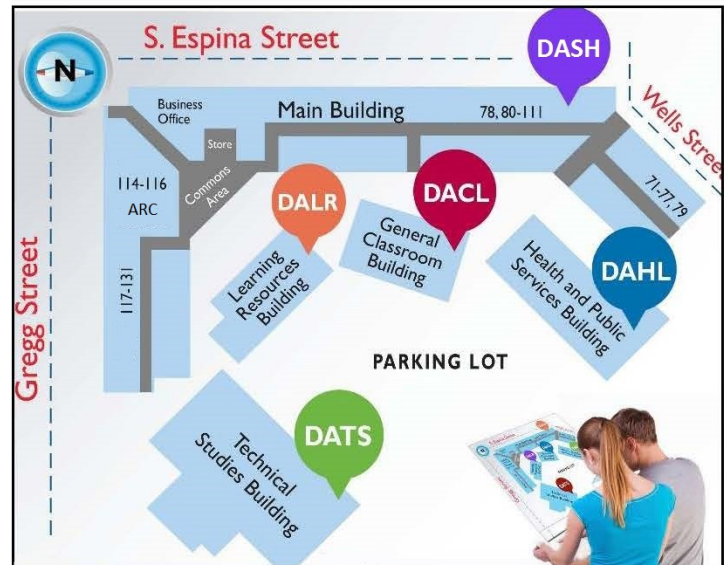 N
S. Espina Street
DASH
Wells Street
Gregg Street
Business
Office
Main Building
78, 80-111
Store
Commons
Area
114-116
ARC
117-131
71-77, 79
DALR
Learning
Resources
Building
DACL
General
Classroom
Building
DAHL
Health and Public
Services Building
PARKING LOT
DATS
Technical
Studies Building